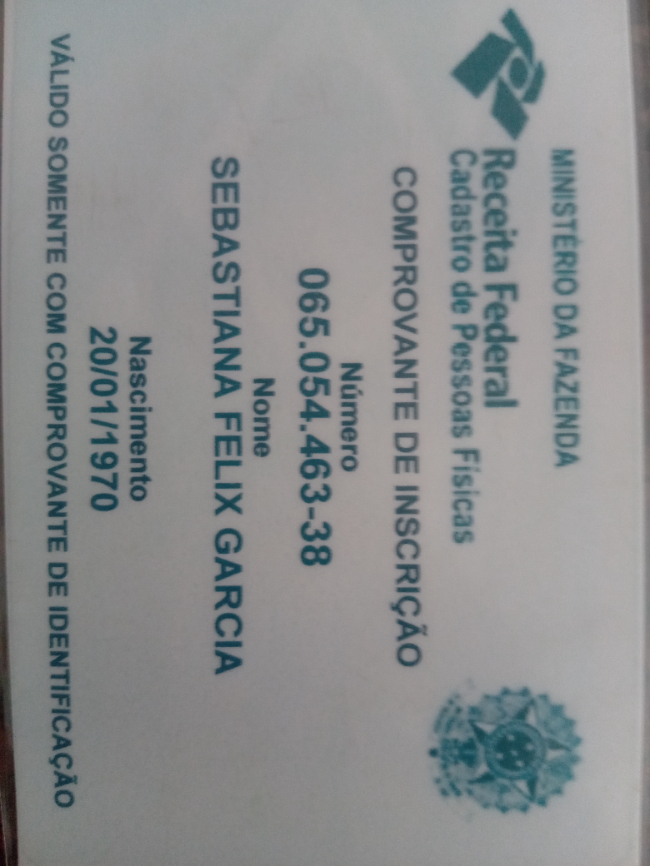 MINISTÉRIO DA FAZENDA
Receita Federal
Cadastro de Pessoas Físicas
COMPROVANTE DE INSCRIÇÃO
Número
065.054.463-38
Nome
SEBASTIANA FELIX GARCIA
Nascimento
20/01/1970
VÁLIDO SOMENTE COM COMPROVANTE DE IDENTIFICAÇÃO